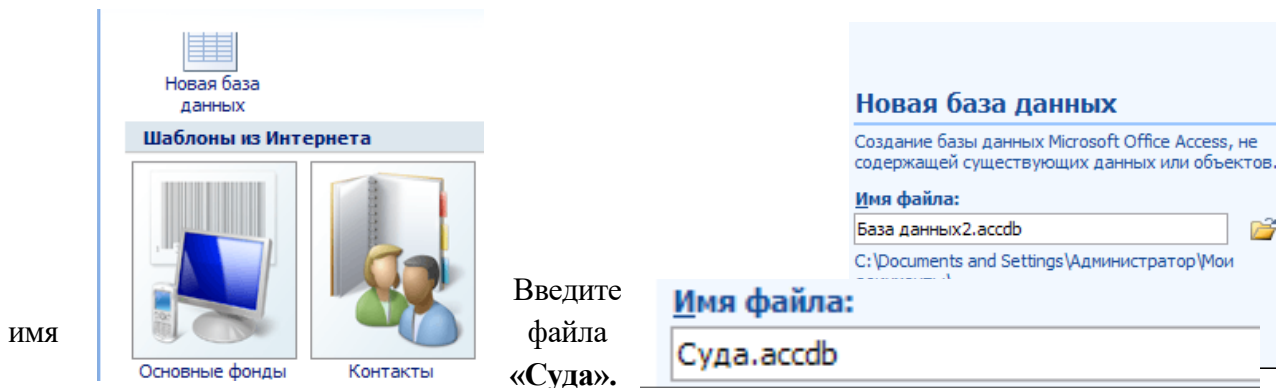 Новая база
данных
Шаблоны из Интернета
Основные фонды
Контакты
Новая база данных
Создание базы данных Microsoft Office Access, не
содержащей существующих данных или объектов.
Имя файла:
База данных2.accdb
C:\Documents and Settings\Администратор\Мои
Введите
имя файла
«Суда».
Имя файла:
Суда.accdb